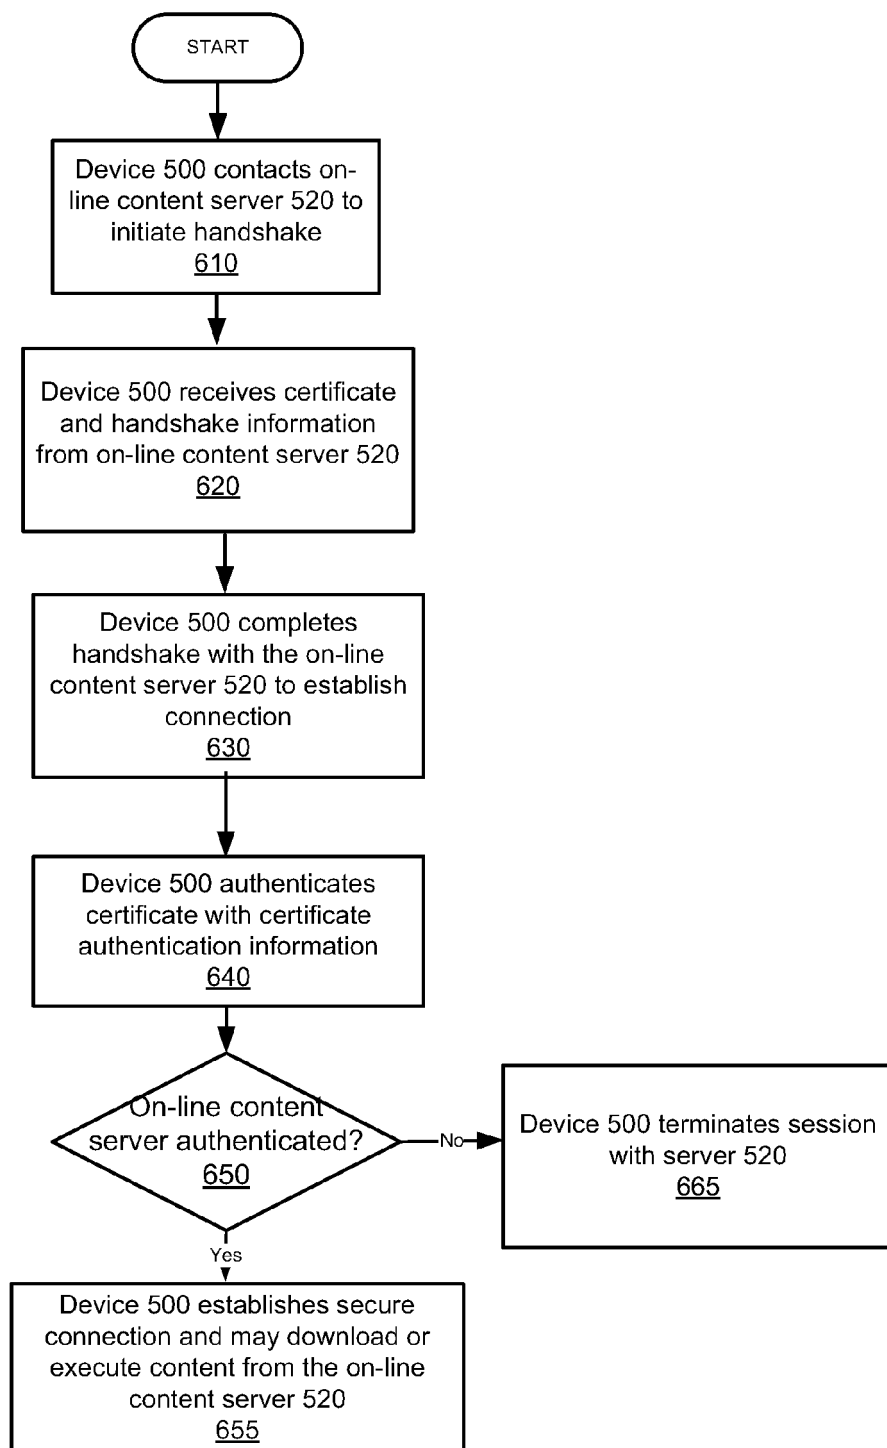 START
Device 500 contacts on-
line content server 520 to
initiate handshake
610
Device 500 receives certificate
and handshake information
from on-line content server 520
620
Device 500 completes
handshake with the on-line
content server 520 to establish
connection
630
Device 500 authenticates
certificate with certificate
authentication information
640
On-line content
server authenticated?
650
No
Device 500 terminates session
with server 520
665
Yes
Device 500 establishes secure
connection and may download or
execute content from the on-line
content server 520
655